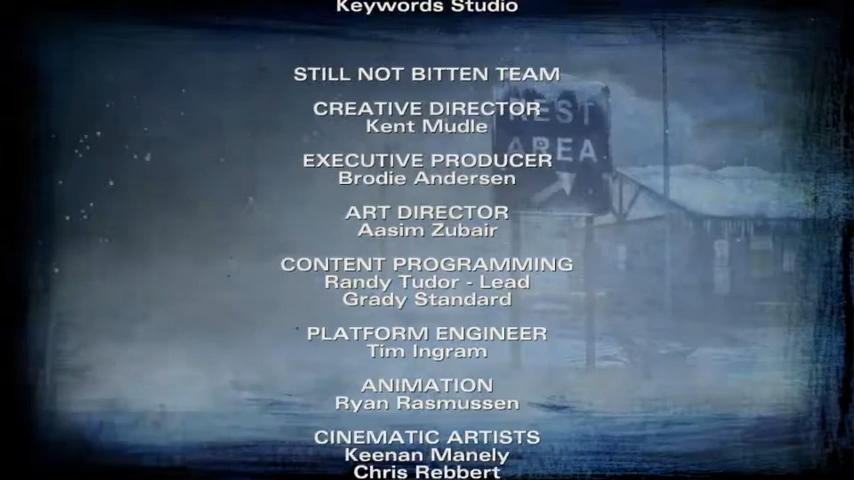 Keywords Studio
STILL NOT BITTEN TEAM
CREATIVE DIRECTOR
Kent Mudle
EXECUTIVE PRODUCER
Brodie Andersen
ART DIRECTOR
Aasim Zubair
CONTENT PROGRAMMING
Randy Tudor - Lead
Grady Standard
PLATFORM ENGINEER
Tim Ingram
ANIMATION
Ryan Rasmussen
CINEMATIC ARTISTS
Keenan Manely
Chris Rebbert
REST
AREA